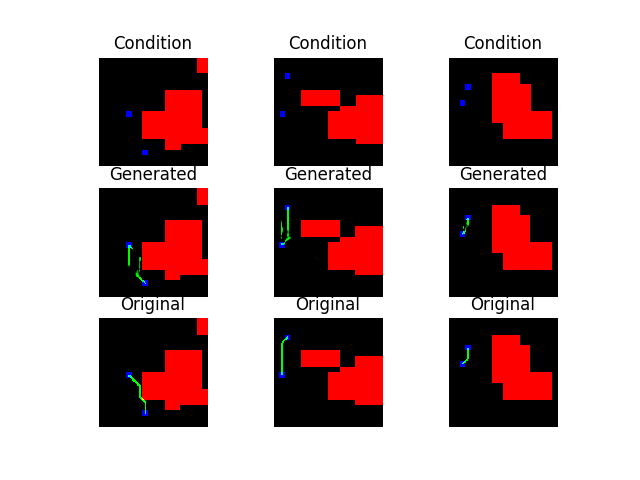 Condition Condition Condition
Generated Generated Generated
Original Original Original